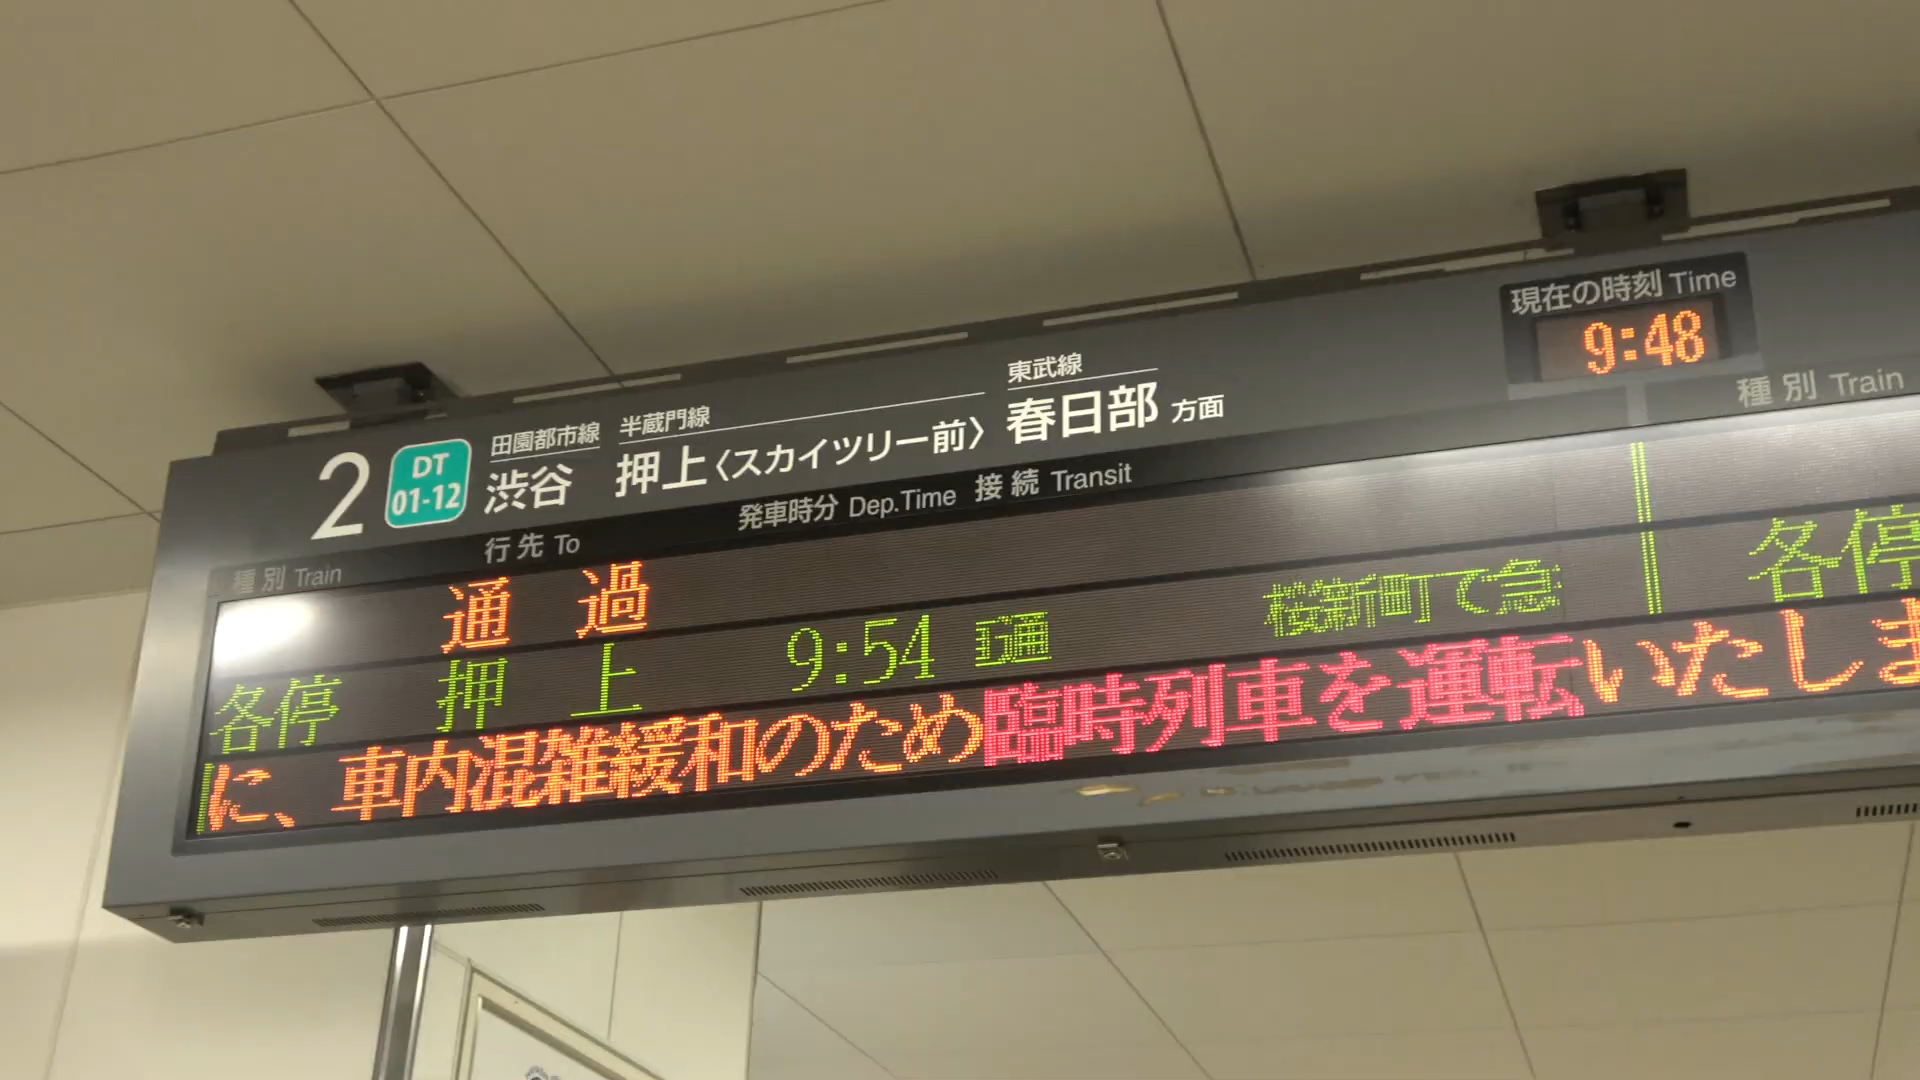 2 DT 01-12 田園都市線 渋谷 半蔵門線 押上〈スカイツリー前〉 東武線 春日部 方面
現在の時刻 Time
9:48
種別 Train 行先 To 発車時分 Dep.Time 接続 Transit
種別 Train
通過
各停 押上 9:54 桜新町で急
各停
に、車内混雑緩和のため臨時列車を運転いたしま